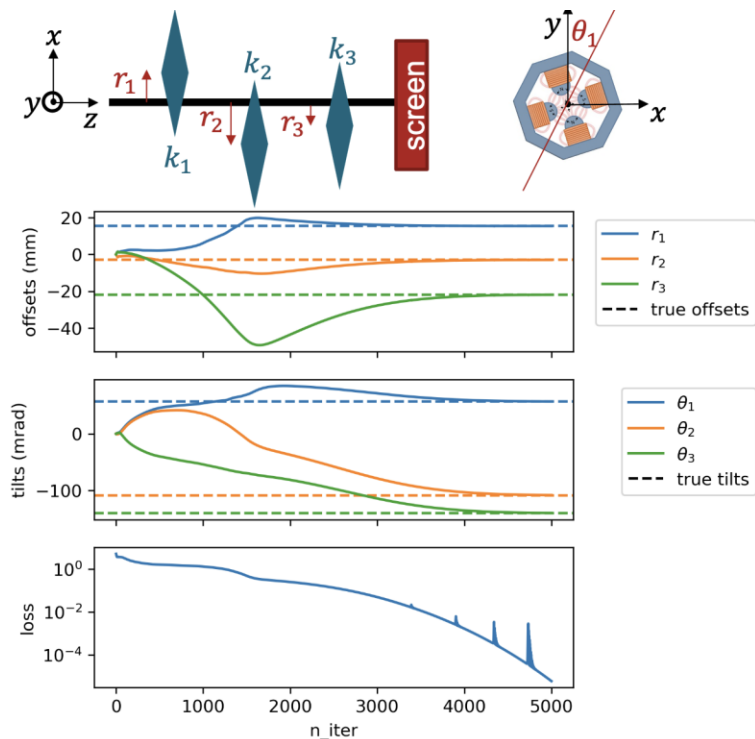 x
y
z
r₁
k₁
r₂
k₂
r₃
k₃
screen
y
θ₁
x
20
0
−20
−40
offsets (mm)
r₁
r₂
r₃
true offsets
0
−100
tilts (mrad)
θ₁
θ₂
θ₃
true tilts
10⁰
10⁻²
10⁻⁴
loss
0 1000 2000 3000 4000 5000
n_iter